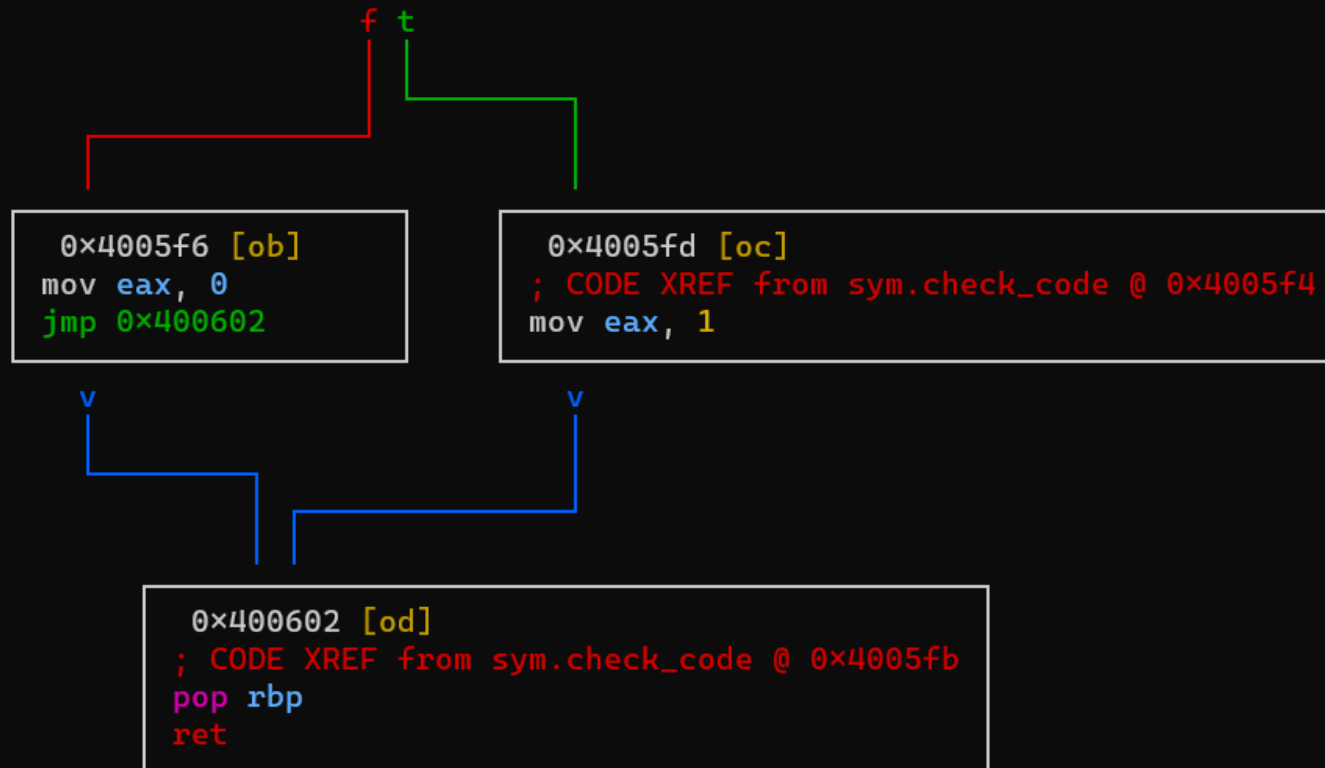 f t
0x4005f6 [ob]
mov eax, 0
jmp 0x400602
0x4005fd [oc]
; CODE XREF from sym.check_code @ 0x4005f4
mov eax, 1
v
v
0x400602 [od]
; CODE XREF from sym.check_code @ 0x4005fb
pop rbp
ret